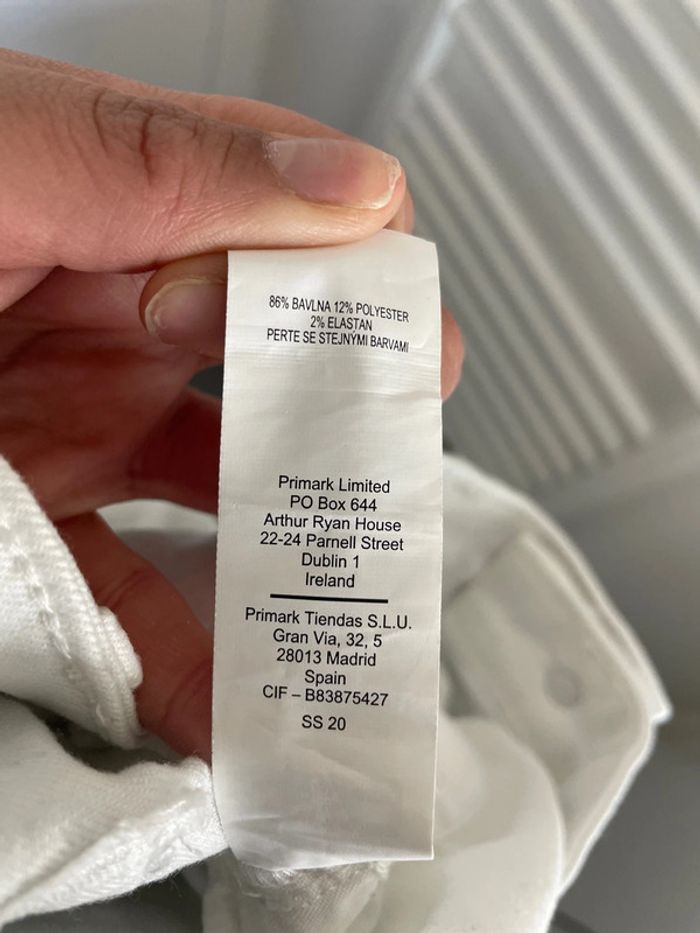 86% BAVLNA 12% POLYESTER
2% ELASTAN
PERTE SE STEJNÝMI BARVAMI
Primark Limited
PO Box 644
Arthur Ryan House
22-24 Parnell Street
Dublin 1
Ireland
Primark Tiendas S.L.U.
Gran Via, 32, 5
28013 Madrid
Spain
CIF – B83875427
SS 20